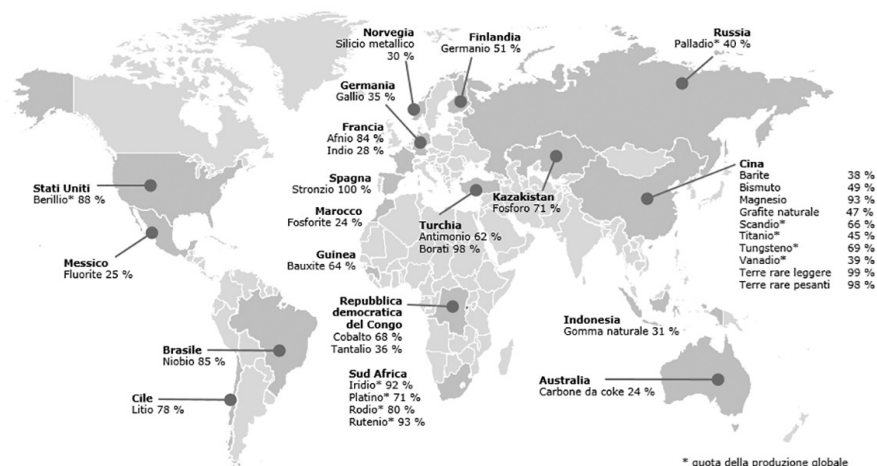 Norvegia
Silicio metallico
30 %
Finlandia
Germanio 51 %
Russia
Palladio* 40 %
Germania
Gallio 35 %
Francia
Afnio 84 %
Indio 28 %
Spagna
Stronzio 100 %
Marocco
Fosforite 24 %
Guinea
Bauxite 64 %
Stati Uniti
Berillio* 88 %
Messico
Fluorite 25 %
Kazakistan
Fosforo 71 %
Turchia
Antimonio 62 %
Borati 98 %
Cina
Barite 38 %
Bismuto 49 %
Magnesio 93 %
Grafite naturale 47 %
Scandio* 66 %
Titanio* 45 %
Tungsteno* 69 %
Vanadio* 39 %
Terre rare leggere 99 %
Terre rare pesanti 98 %
Repubblica
democratica
del Congo
Cobalto 68 %
Tantalio 36 %
Indonesia
Gomma naturale 31 %
Brasile
Niobio 85 %
Cile
Litio 78 %
Sud Africa
Iridio* 92 %
Platino* 71 %
Rodio* 80 %
Rutenio* 93 %
Australia
Carbone da coke 24 %
* quota della produzione globale